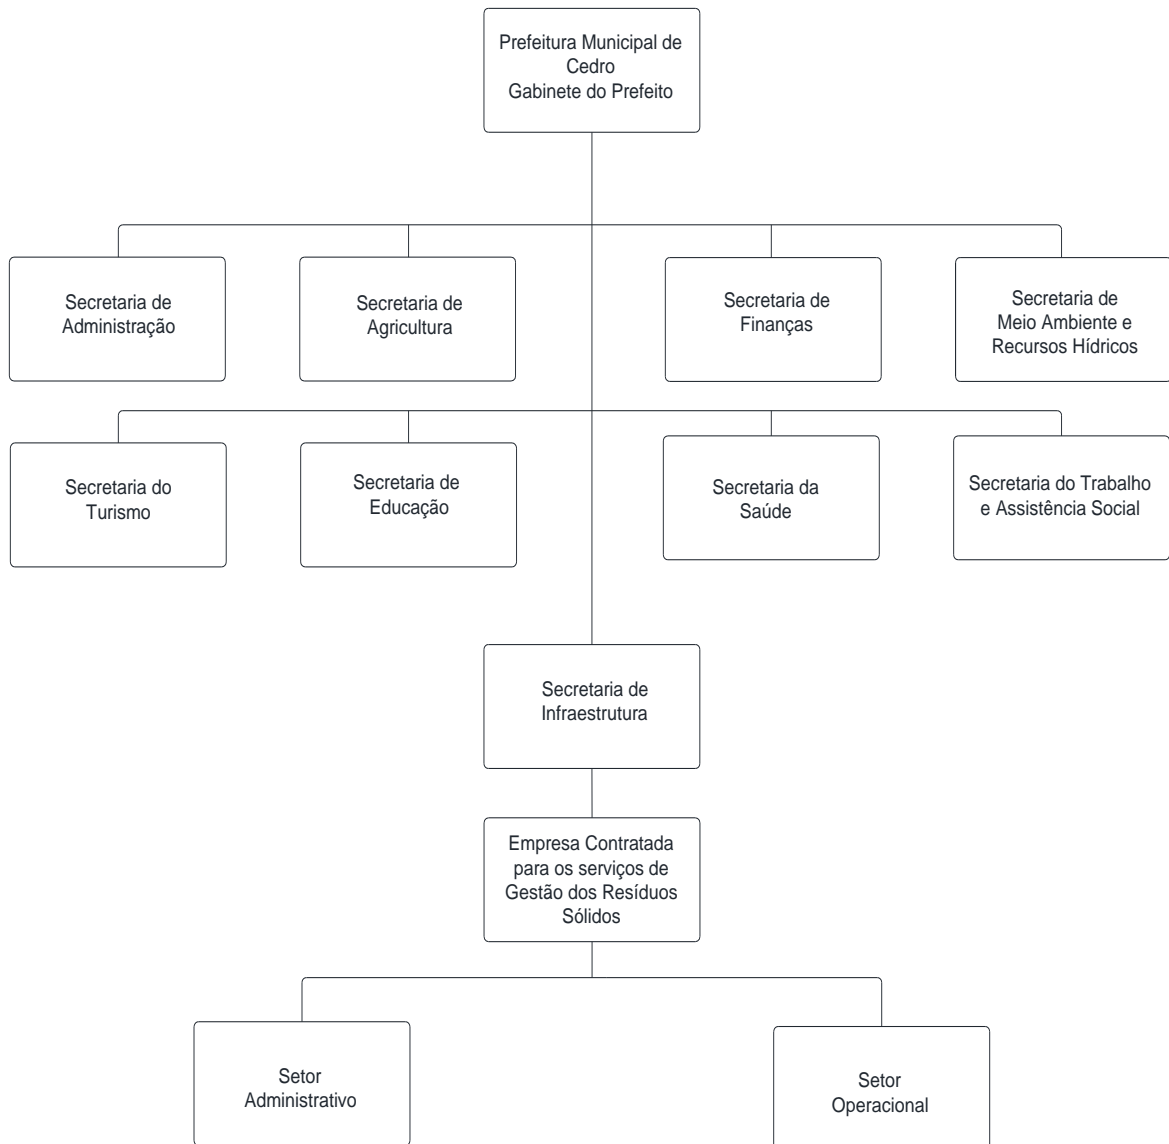 Prefeitura Municipal de
Cedro
Gabinete do Prefeito
Secretaria de
Administração
Secretaria de
Agricultura
Secretaria de
Finanças
Secretaria de
Meio Ambiente e
Recursos Hídricos
Secretaria do
Turismo
Secretaria de
Educação
Secretaria da
Saúde
Secretaria do Trabalho
e Assistência Social
Secretaria de
Infraestrutura
Empresa Contratada
para os serviços de
Gestão dos Resíduos
Sólidos
Setor
Administrativo
Setor
Operacional